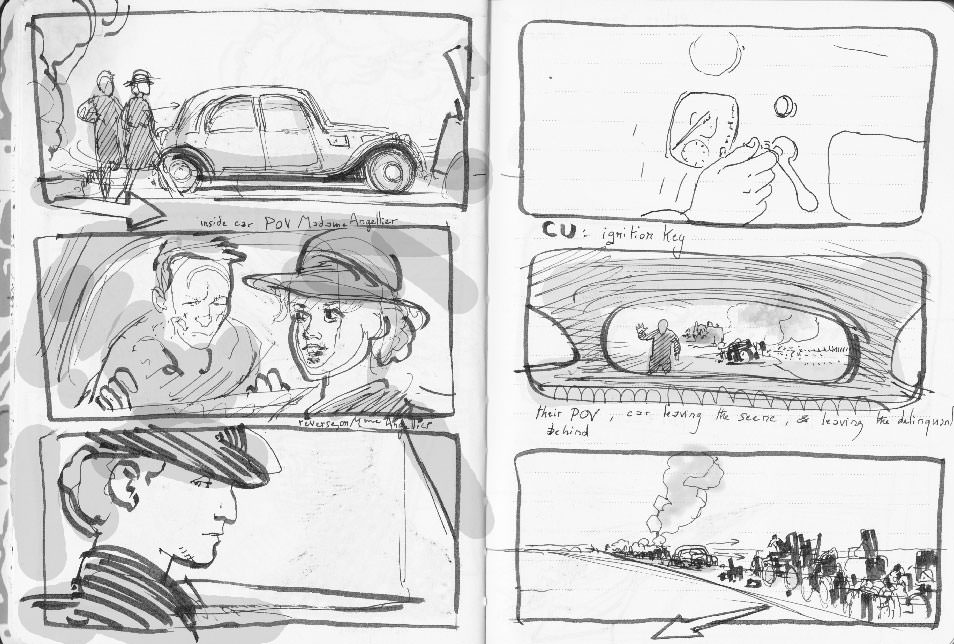 inside car POV Madame Angellier
reverse on Mme Angellier
CU: ignition Key
their POV, car leaving the scene, & leaving the delinquant
behind